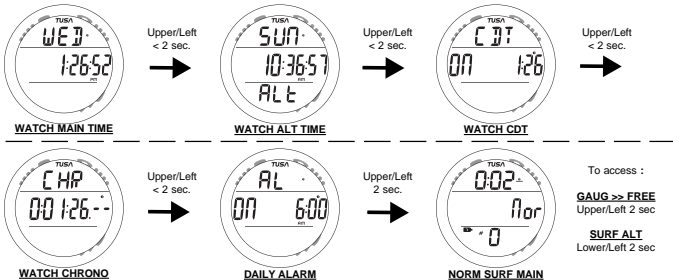 TUSA
WED
1:26:52
PM
WATCH MAIN TIME
Upper/Left
< 2 sec.
TUSA
SUN
10:36:57
PM
ALt
WATCH ALT TIME
Upper/Left
< 2 sec.
TUSA
CDT
ON 1:26
WATCH CDT
Upper/Left
< 2 sec.
TUSA
CHR
0:01:26.--
WATCH CHRONO
Upper/Left
< 2 sec.
TUSA
AL
ON 6:00
AM
DAILY ALARM
Upper/Left
2 sec.
TUSA
0:02
Nor
0
NORM SURF MAIN
To access :
GAUG >> FREE
Upper/Left 2 sec
SURF ALT
Lower/Left 2 sec